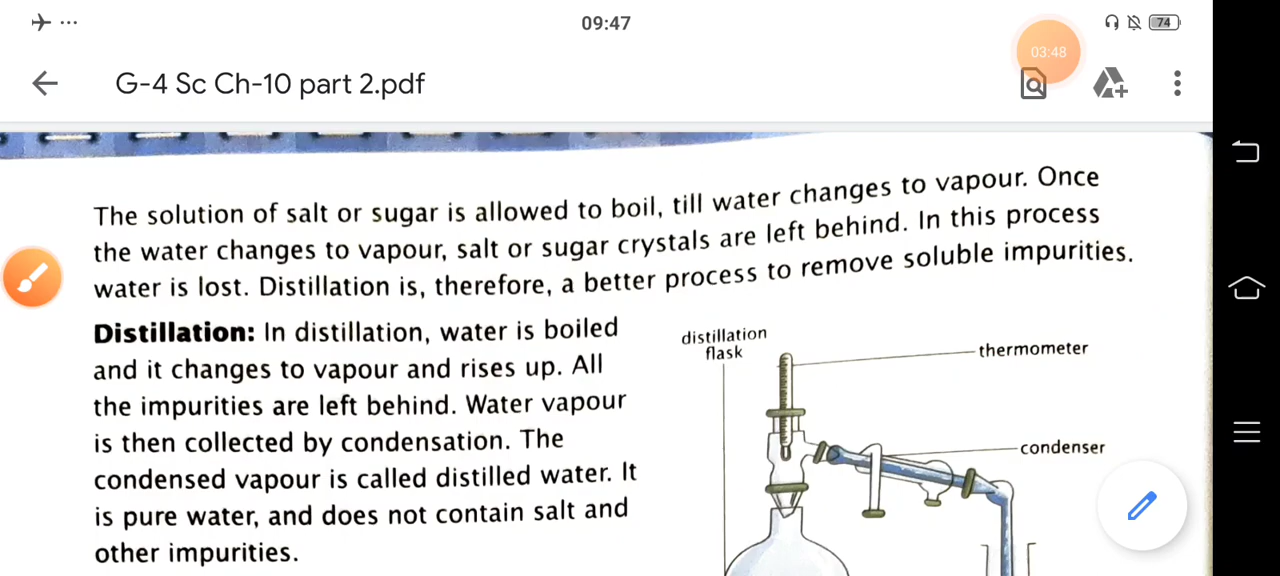 09:47
74
03:48
G-4 Sc Ch-10 part 2.pdf
The solution of salt or sugar is allowed to boil, till water changes to vapour. Once
the water changes to vapour, salt or sugar crystals are left behind. In this process
water is lost. Distillation is, therefore, a better process to remove soluble impurities.
Distillation: In distillation, water is boiled
and it changes to vapour and rises up. All
the impurities are left behind. Water vapour
is then collected by condensation. The
condensed vapour is called distilled water. It
is pure water, and does not contain salt and
other impurities.
distillation
flask
thermometer
condenser